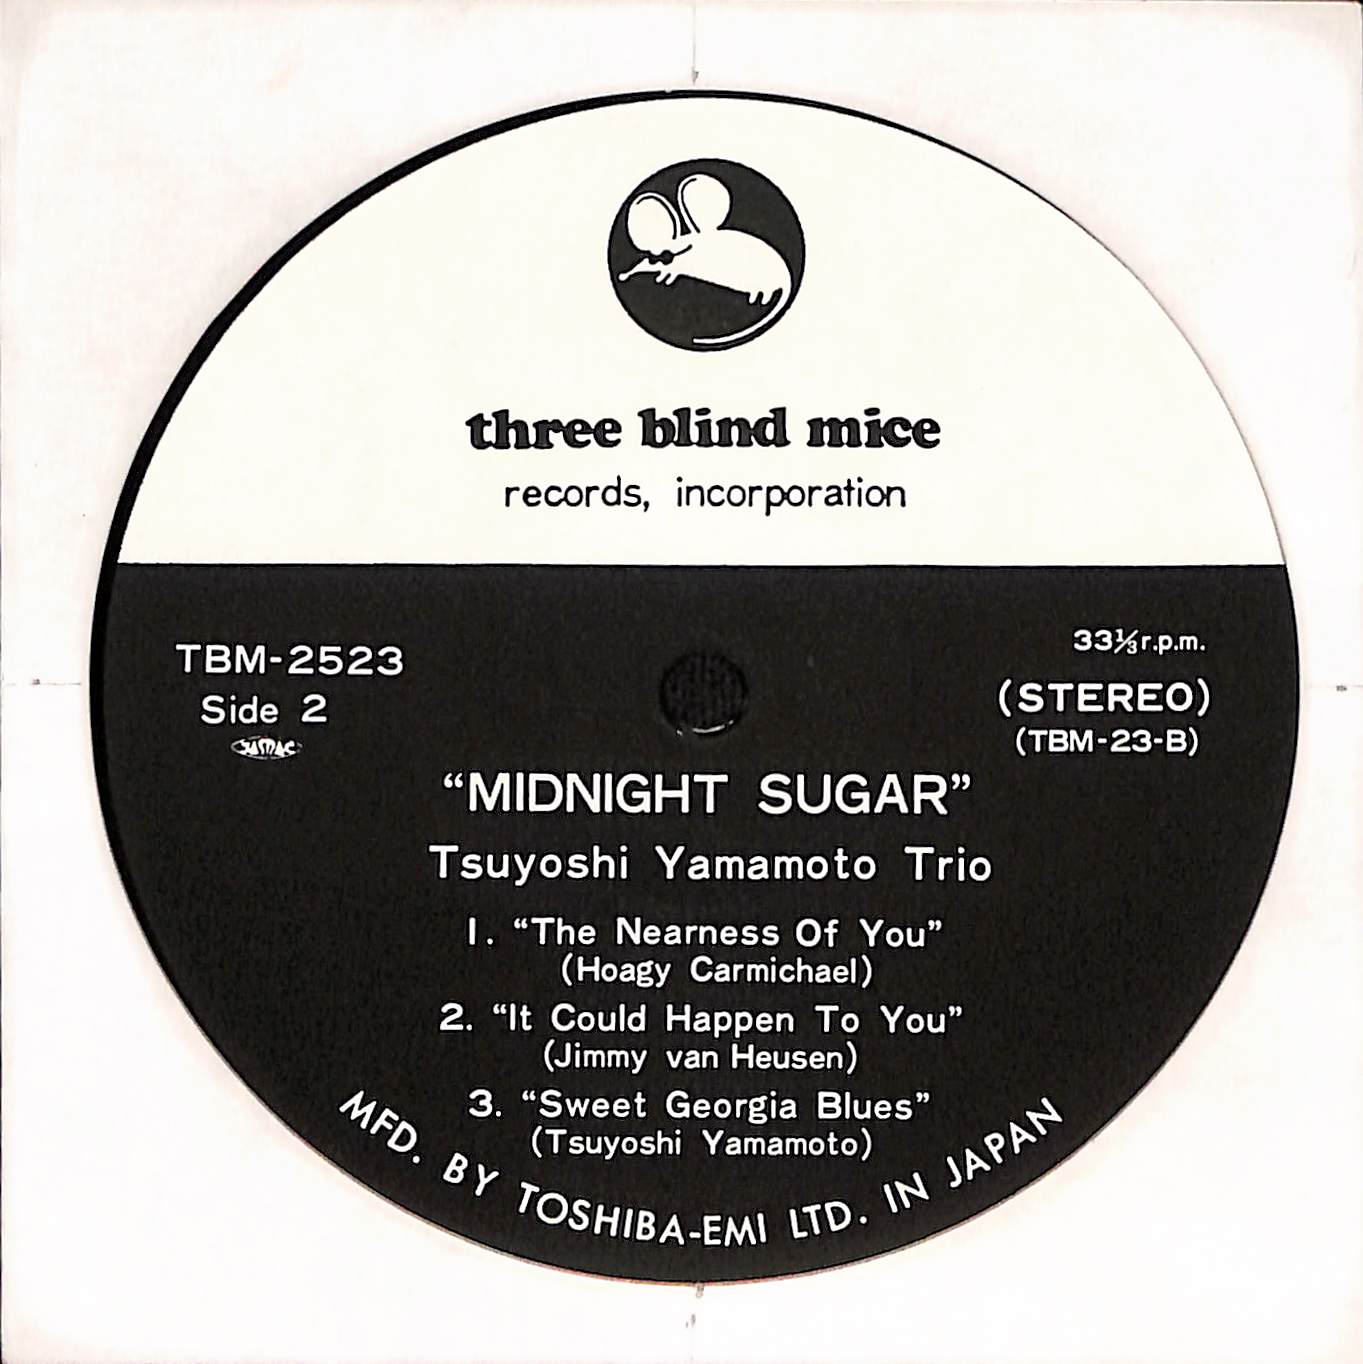 three blind mice
records, incorporation
TBM-2523
Side 2
JASRAC
33⅓r.p.m.
(STEREO)
(TBM-23-B)
“MIDNIGHT SUGAR”
Tsuyoshi Yamamoto Trio
1. “The Nearness Of You”
(Hoagy Carmichael)
2. “It Could Happen To You”
(Jimmy van Heusen)
3. “Sweet Georgia Blues”
(Tsuyoshi Yamamoto)
MFD. BY TOSHIBA-EMI LTD. IN JAPAN